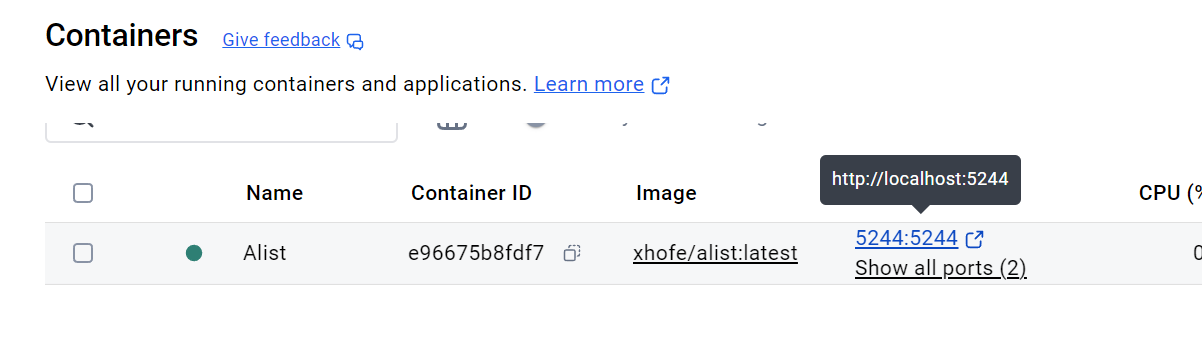 Containers Give feedback
View all your running containers and applications. Learn more
http://localhost:5244
Name Container ID Image CPU (%
Alist e96675b8fdf7 xhofe/alist:latest 5244:5244 0
Show all ports (2)